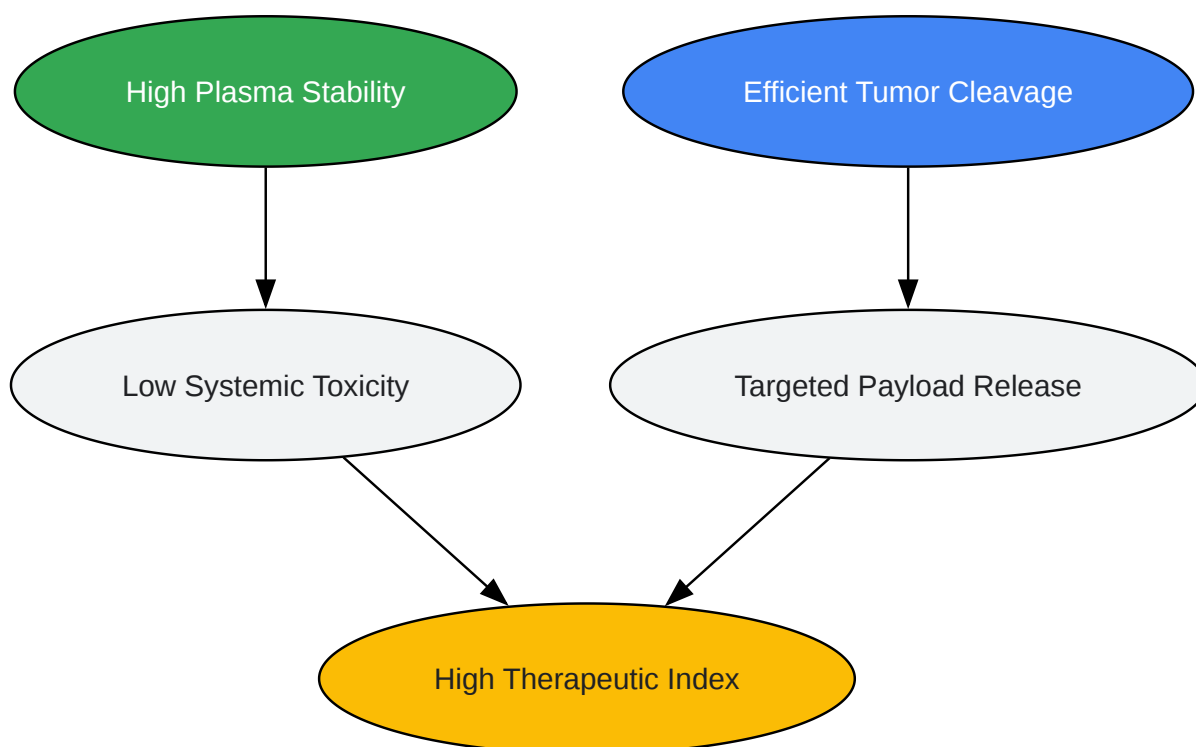 High Plasma Stability
Efficient Tumor Cleavage
Low Systemic Toxicity
Targeted Payload Release
High Therapeutic Index